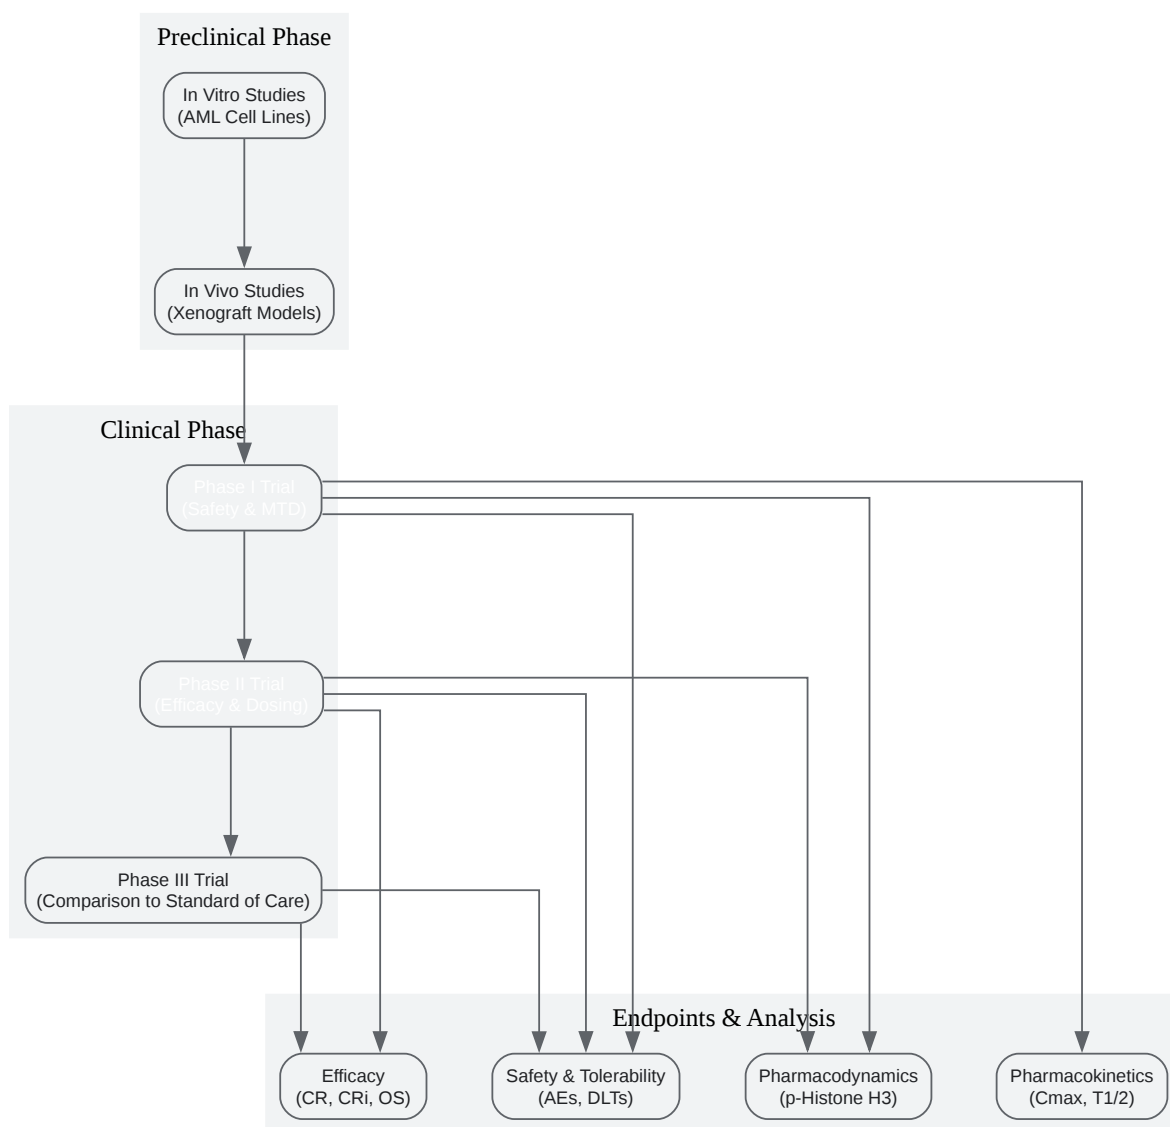 Preclinical Phase
In Vitro Studies
(AML Cell Lines)
In Vivo Studies
(Xenograft Models)
Clinical Phase
Phase I Trial
(Safety & MTD)
Phase II Trial
(Efficacy & Dosing)
Phase III Trial
(Comparison to Standard of Care)
Endpoints & Analysis
Efficacy
(CR, CRi, OS)
Safety & Tolerability
(AEs, DLTs)
Pharmacodynamics
(p-Histone H3)
Pharmacokinetics
(Cmax, T1/2)